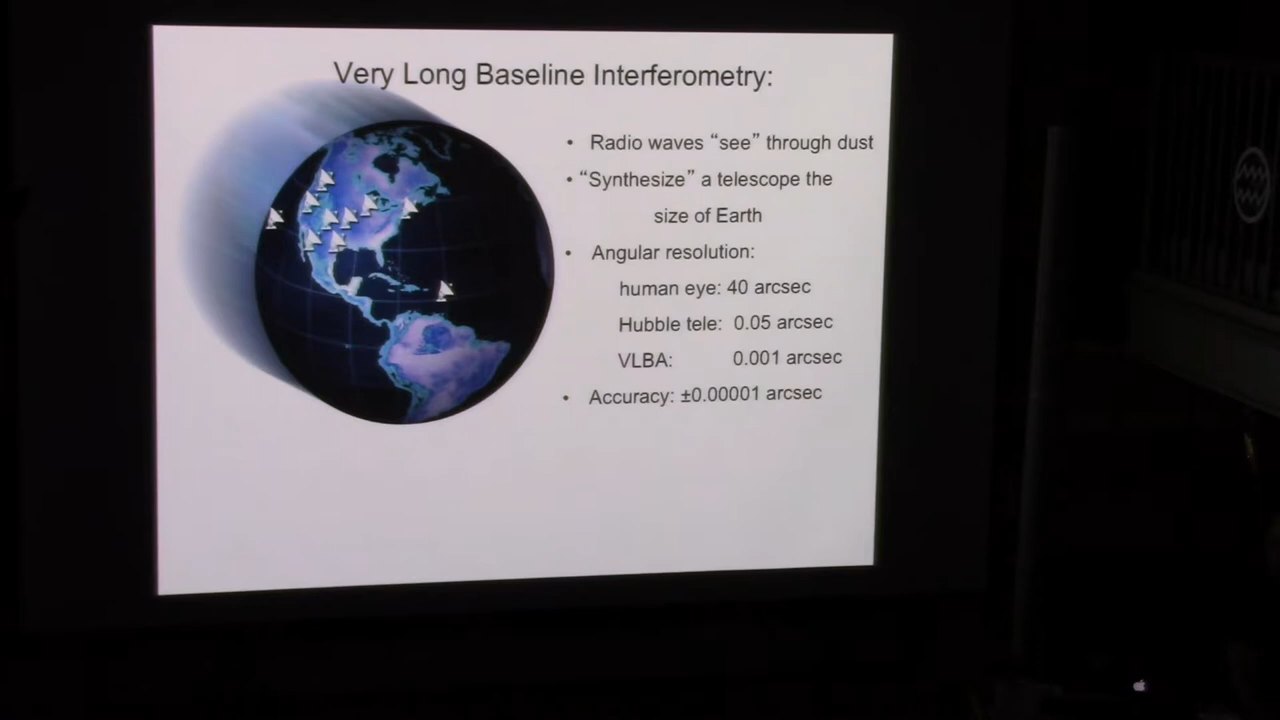 Very Long Baseline Interferometry:
• Radio waves “see” through dust
• “Synthesize” a telescope the
size of Earth
• Angular resolution:
human eye: 40 arcsec
Hubble tele: 0.05 arcsec
VLBA: 0.001 arcsec
• Accuracy: ±0.00001 arcsec